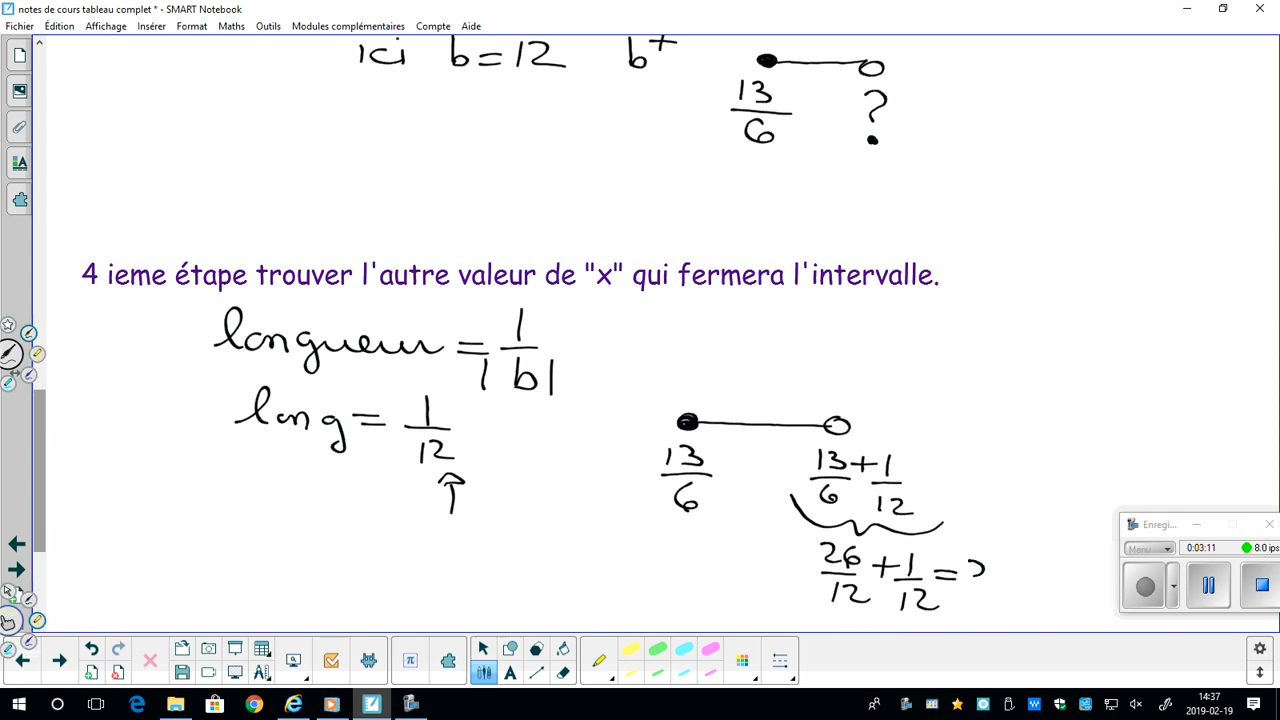 notes de cours tableau complet * - SMART Notebook
Fichier Édition Affichage Insérer Format Maths Outils Modules complémentaires Compte Aide
ici b=12 b+
13/6 ?
4 ieme étape trouver l'autre valeur de "x" qui fermera l'intervalle.
longueur = 1/|b|
long = 1/12
13/6 13/6 + 1/12
26/12 + 1/12 =
Enregi...
Menu 0:03:11 8.0 ips
14:37
2019-02-19